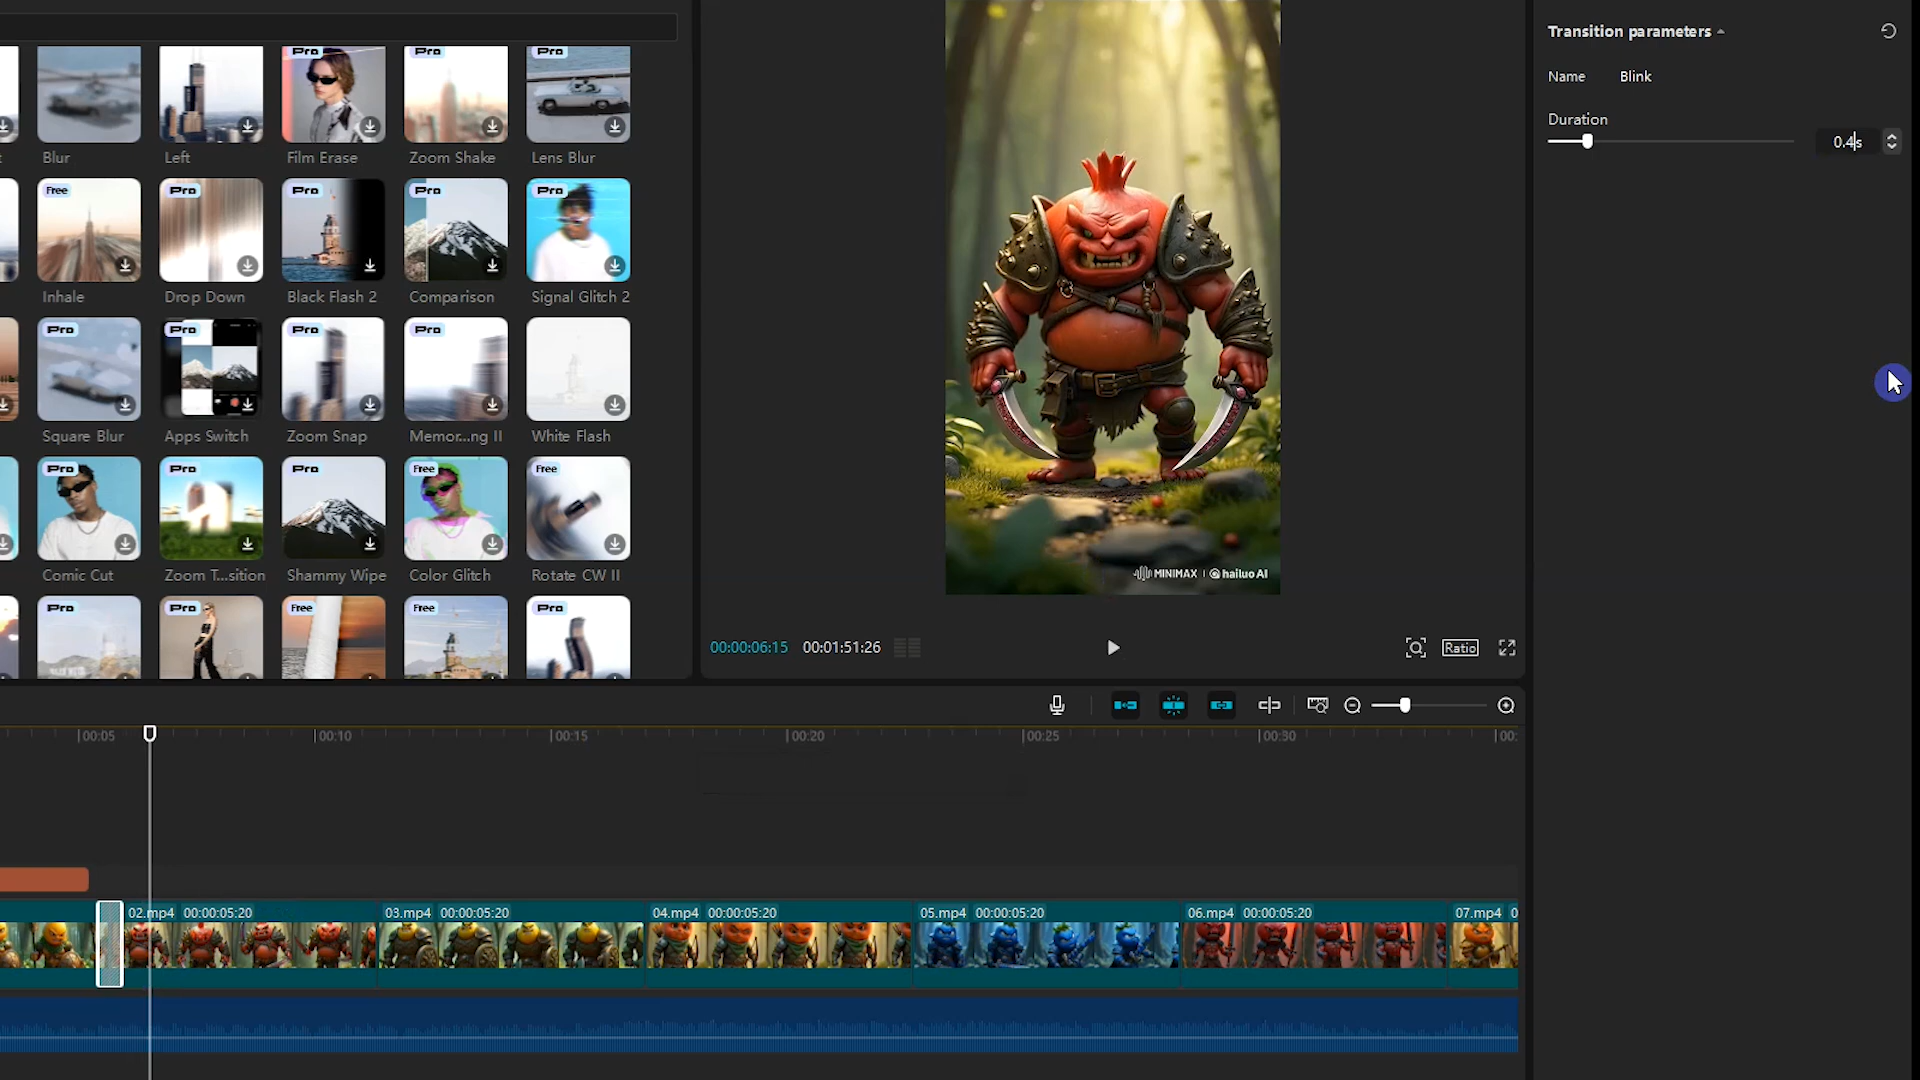 Pro
Pro
Pro
t
Blur
Left
Film Erase
Zoom Shake
Lens Blur
Free
Pro
Pro
Pro
Pro
Inhale
Drop Down
Black Flash 2
Comparison
Signal Glitch 2
Pro
Pro
Pro
Pro
Square Blur
Apps Switch
Zoom Snap
Memor...ng II
White Flash
Pro
Pro
Pro
Free
Free
Comic Cut
Zoom T...sition
Shammy Wipe
Color Glitch
Rotate CW II
Pro
Pro
Free
Free
Pro
MINIMAX | hailuo AI
00:00:06:15 00:01:51:26
Ratio
Transition parameters
Name Blink
Duration
0.4s
00:05
00:10
00:15
00:20
00:25
00:30
00:
02.mp4 00:00:05:20
03.mp4 00:00:05:20
04.mp4 00:00:05:20
05.mp4 00:00:05:20
06.mp4 00:00:05:20
07.mp4 0